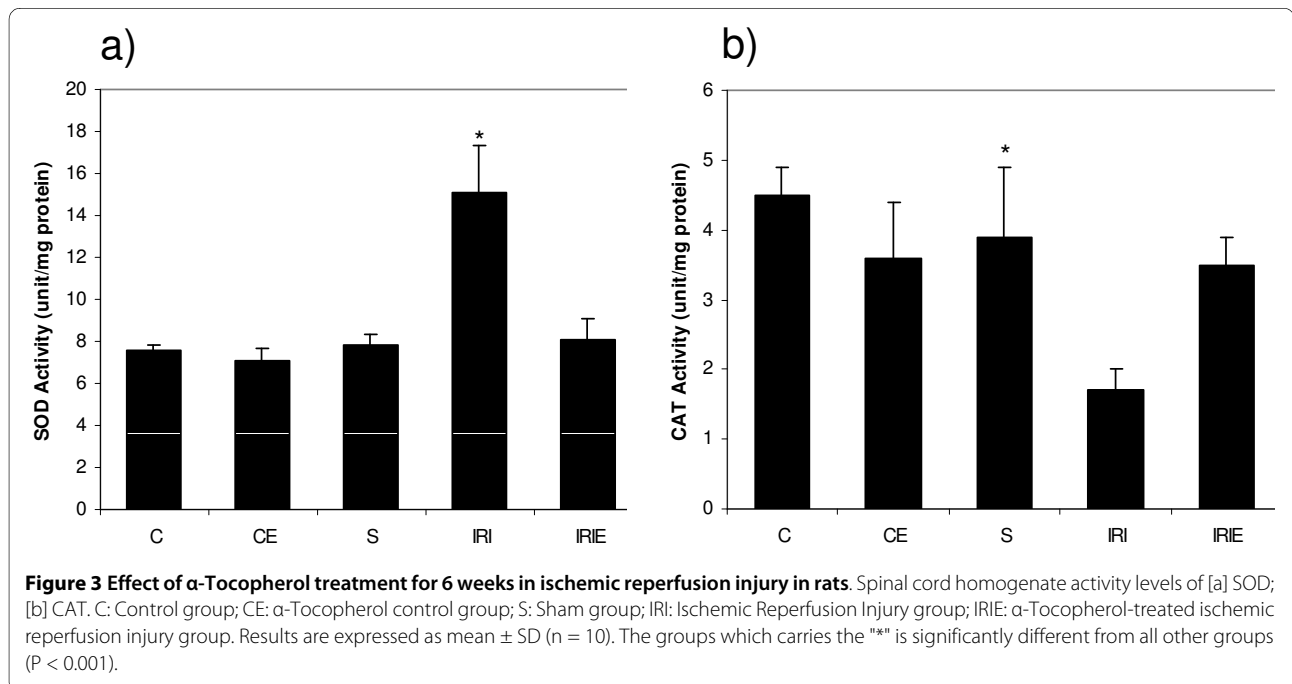 a)
20
18
16
14
12
10
8
6
4
2
0
SOD Activity (unit/mg protein)
*
C CE S IRI IRIE
b)
6
5
4
3
2
1
0
CAT Activity (unit/mg protein)
*
C CE S IRI IRIE
Figure 3 Effect of α-Tocopherol treatment for 6 weeks in ischemic reperfusion injury in rats. Spinal cord homogenate activity levels of [a] SOD;
[b] CAT. C: Control group; CE: α-Tocopherol control group; S: Sham group; IRI: Ischemic Reperfusion Injury group; IRIE: α-Tocopherol-treated ischemic
reperfusion injury group. Results are expressed as mean ± SD (n = 10). The groups which carries the "*" is significantly different from all other groups
(P < 0.001).